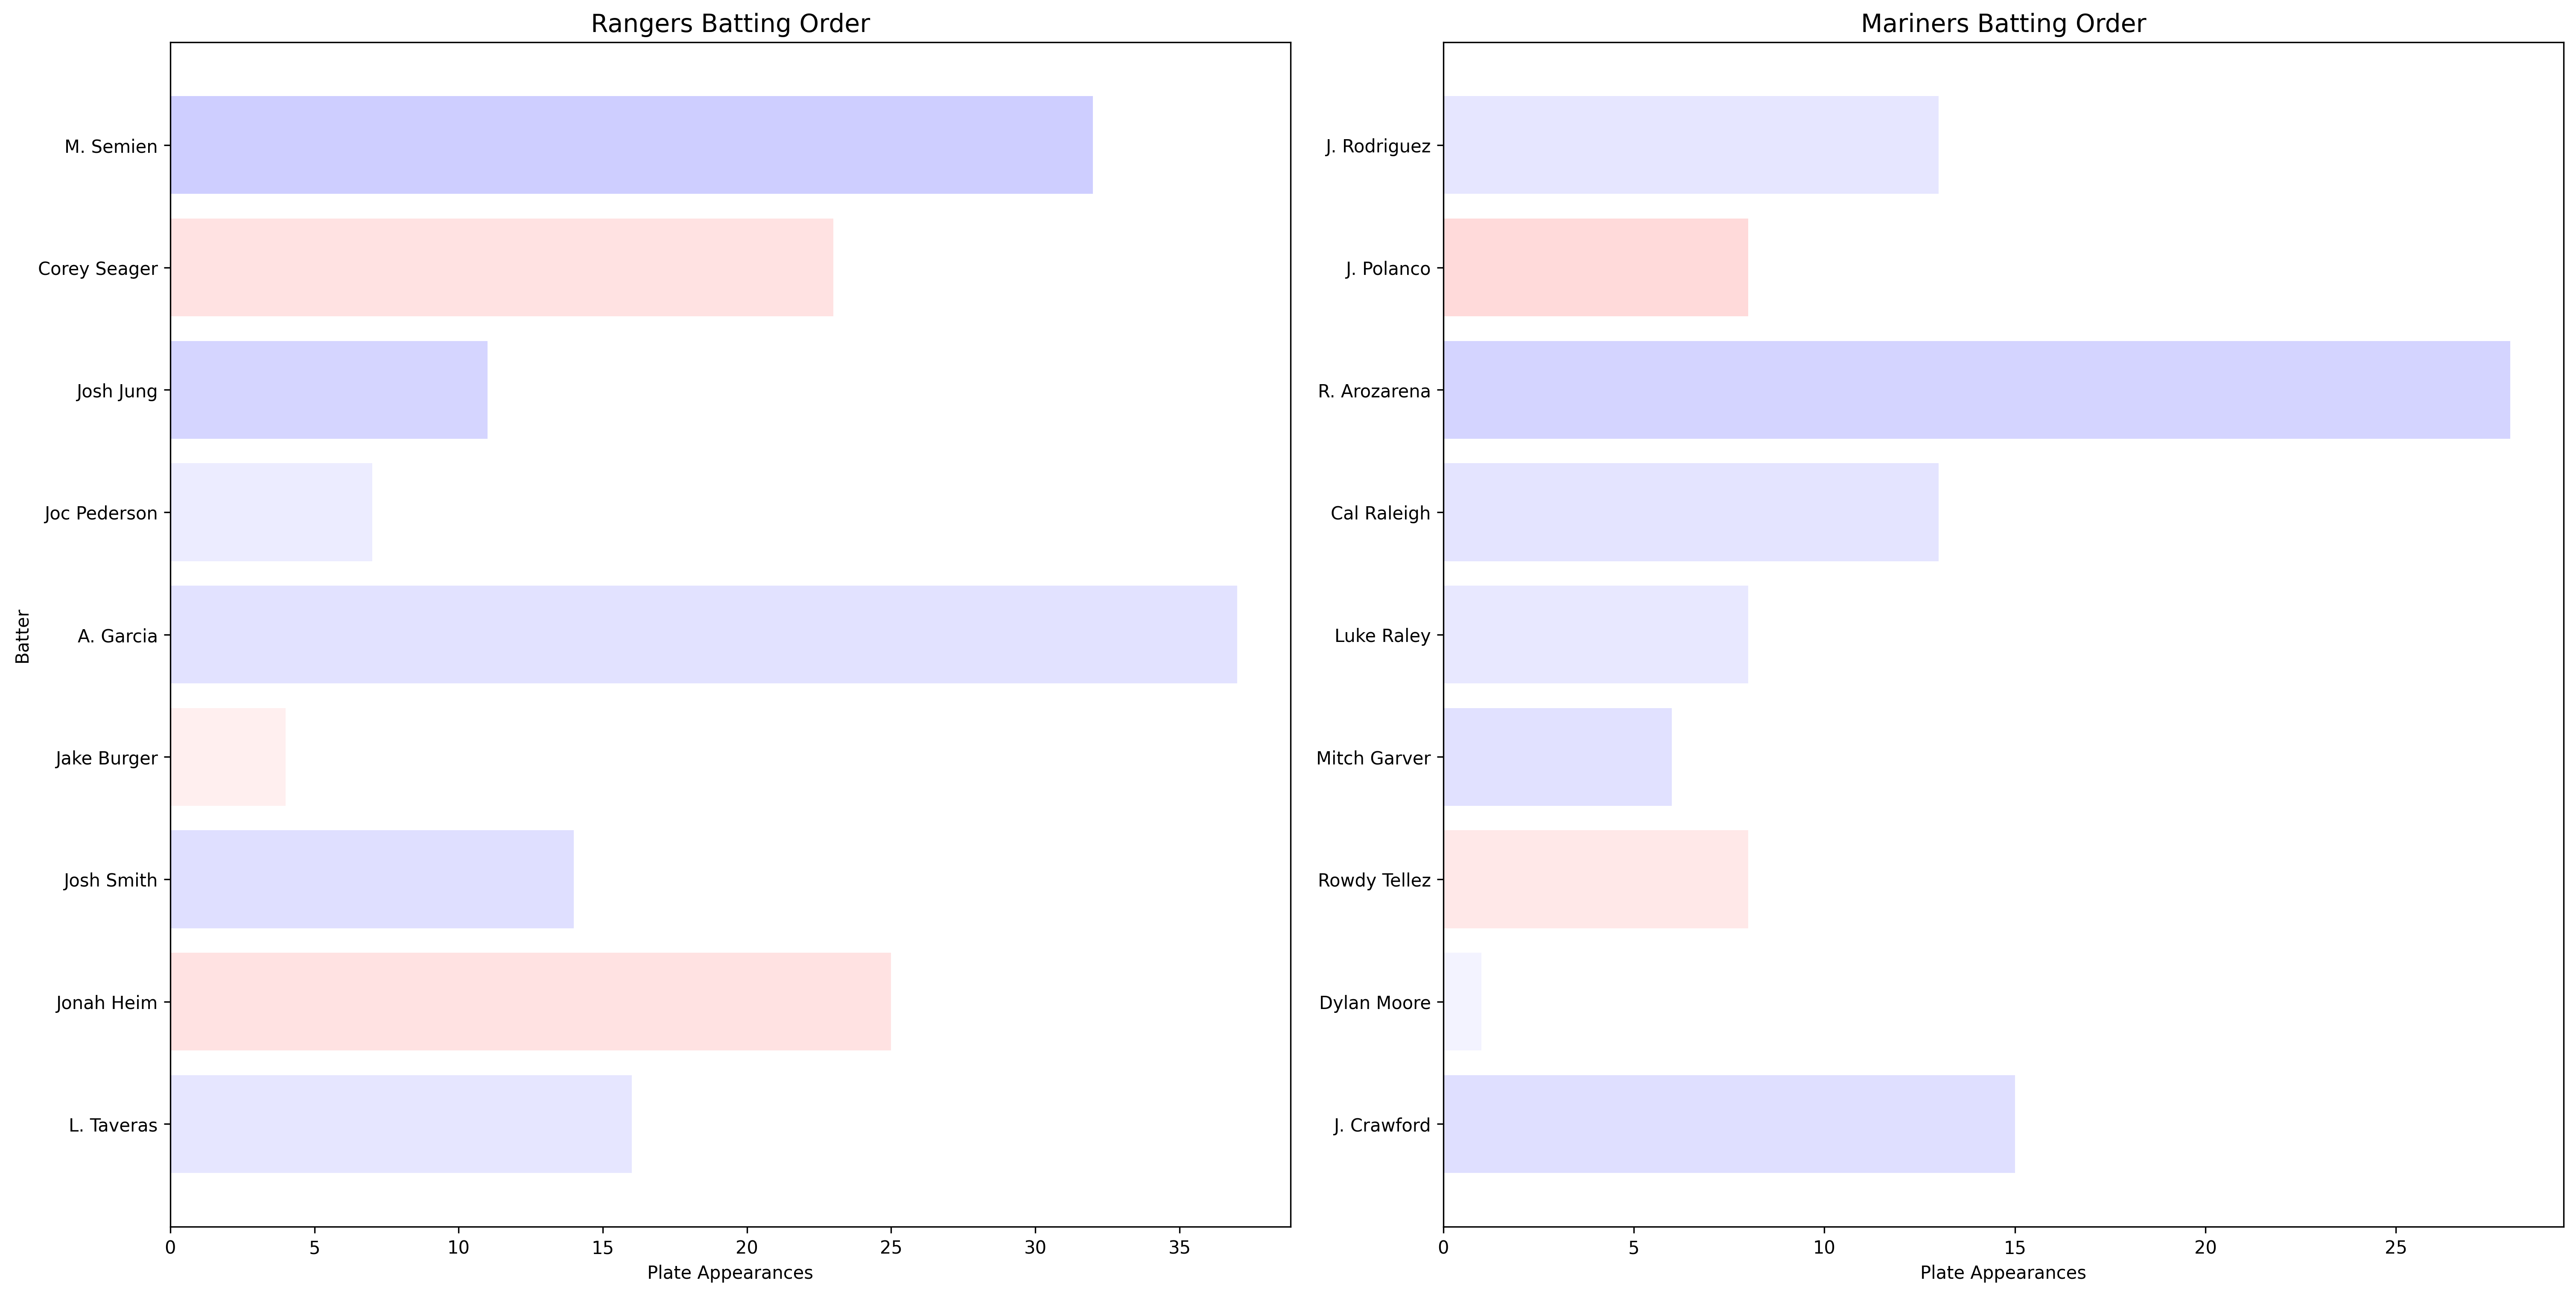 Rangers Batting Order
Batter
M. Semien
Corey Seager
Josh Jung
Joc Pederson
A. Garcia
Jake Burger
Josh Smith
Jonah Heim
L. Taveras
0 5 10 15 20 25 30 35
Plate Appearances
Mariners Batting Order
J. Rodriguez
J. Polanco
R. Arozarena
Cal Raleigh
Luke Raley
Mitch Garver
Rowdy Tellez
Dylan Moore
J. Crawford
0 5 10 15 20 25
Plate Appearances